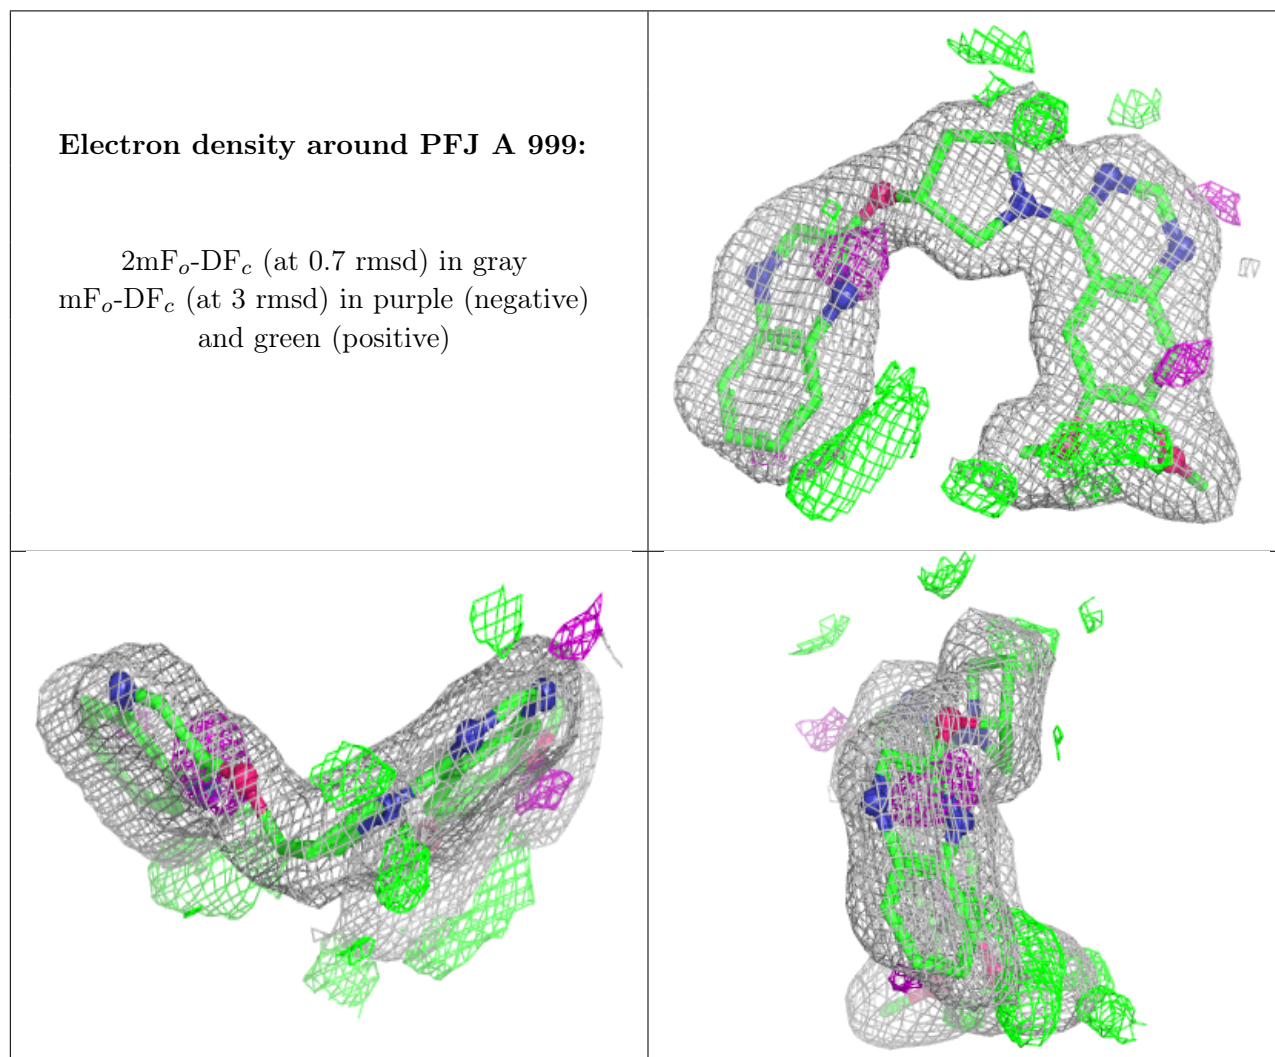 Electron density around PFJ A 999:
2mFₒ-DF𝒸 (at 0.7 rmsd) in gray
mFₒ-DF𝒸 (at 3 rmsd) in purple (negative)
and green (positive)